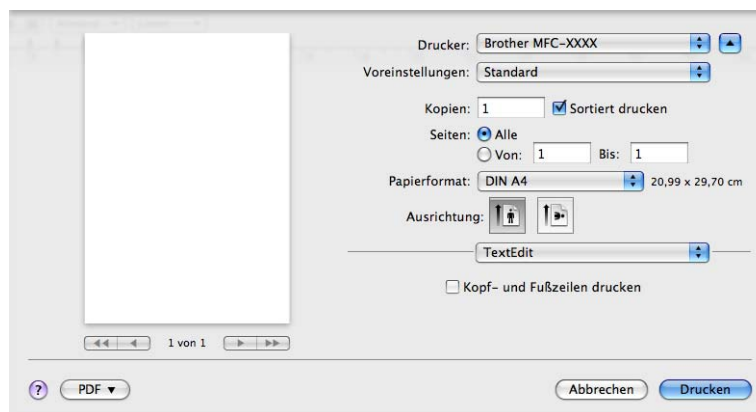 Drucker: Brother MFC-XXXX
Voreinstellungen: Standard
Kopien: 1 Sortiert drucken
Seiten: Alle
Von: 1 Bis: 1
Papierformat: DIN A4 20,99 x 29,70 cm
Ausrichtung:
TextEdit
Kopf- und Fußzeilen drucken
1 von 1
? PDF Abbrechen Drucken